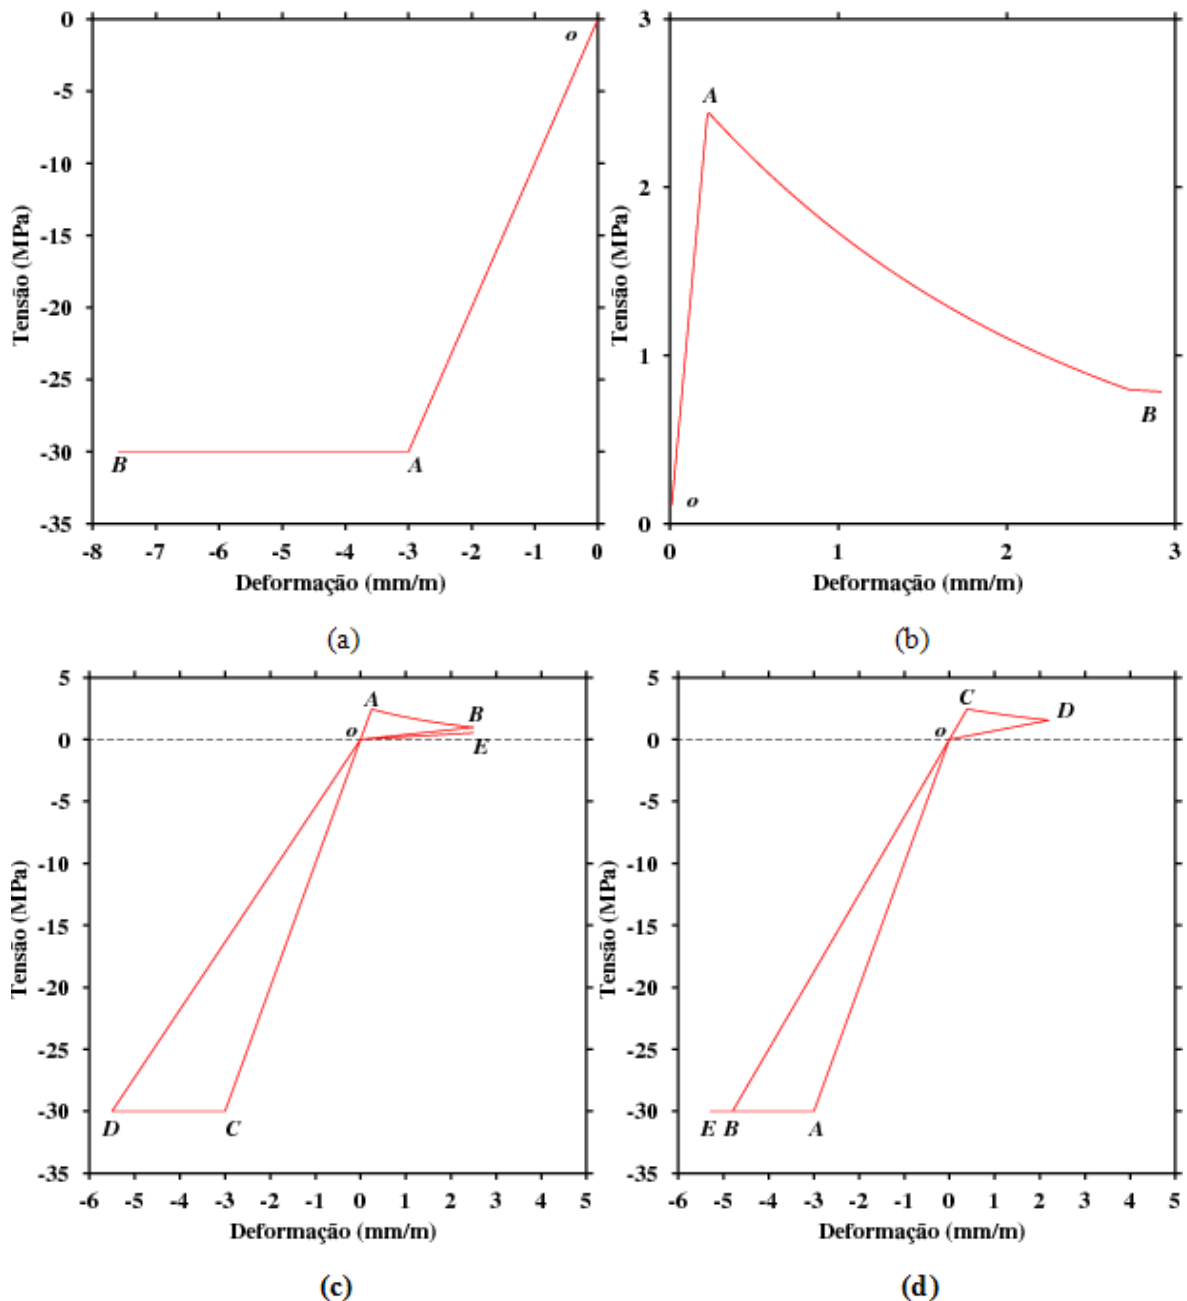 0
-5
-10
-15
-20
-25
-30
-35
Tensão (MPa)
o
B
A
-8 -7 -6 -5 -4 -3 -2 -1 0
Deformação (mm/m)
(a)
3
2
1
0
Tensão (MPa)
A
B
o
0 1 2 3
Deformação (mm/m)
(b)
5
0
-5
-10
-15
-20
-25
-30
-35
Tensão (MPa)
A
B
o
E
D
C
-6 -5 -4 -3 -2 -1 0 1 2 3 4 5
Deformação (mm/m)
(c)
5
0
-5
-10
-15
-20
-25
-30
-35
Tensão (MPa)
C
D
o
E B
A
-6 -5 -4 -3 -2 -1 0 1 2 3 4 5
Deformação (mm/m)
(d)